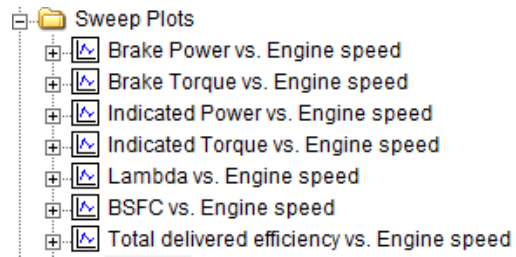 Sweep Plots
Brake Power vs. Engine speed
Brake Torque vs. Engine speed
Indicated Power vs. Engine speed
Indicated Torque vs. Engine speed
Lambda vs. Engine speed
BSFC vs. Engine speed
Total delivered efficiency vs. Engine speed